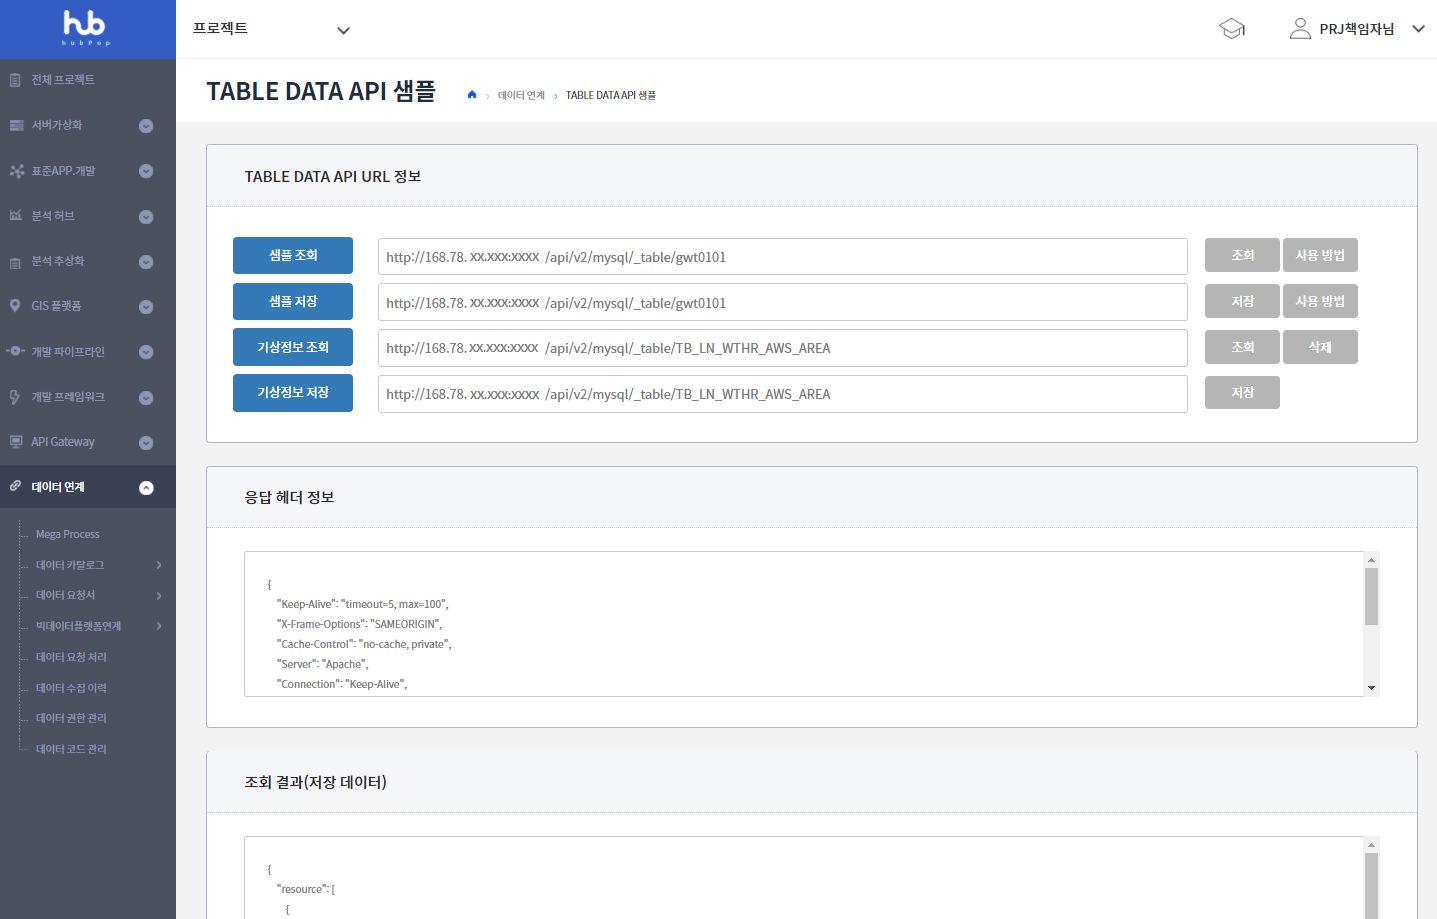 hub
hubPop
프로젝트
PRJ책임자님
전체 프로젝트
서버가상화
표준APP.개발
분석 허브
분석 추상화
GIS 플랫폼
개발 파이프라인
개발 프레임워크
API Gateway
데이터 연계
Mega Process
데이터 카탈로그
데이터 요청서
빅데이터플랫폼연계
데이터 요청 처리
데이터 수집 이력
데이터 권한 관리
데이터 코드 관리
TABLE DATA API 샘플
데이터 연계 > TABLE DATA API 샘플
TABLE DATA API URL 정보
샘플 조회 http://168.78. XX.XXX:XXXX /api/v2/mysql/_table/gwt0101 조회 사용 방법
샘플 저장 http://168.78. XX.XXX:XXXX /api/v2/mysql/_table/gwt0101 저장 사용 방법
기상정보 조회 http://168.78. XX.XXX:XXXX /api/v2/mysql/_table/TB_LN_WTHR_AWS_AREA 조회 삭제
기상정보 저장 http://168.78. XX.XXX:XXXX /api/v2/mysql/_table/TB_LN_WTHR_AWS_AREA 저장
응답 헤더 정보
{
"Keep-Alive": "timeout=5, max=100",
"X-Frame-Options": "SAMEORIGIN",
"Cache-Control": "no-cache, private",
"Server": "Apache",
"Connection": "Keep-Alive",
조회 결과(저장 데이터)
{
"resource": [
{